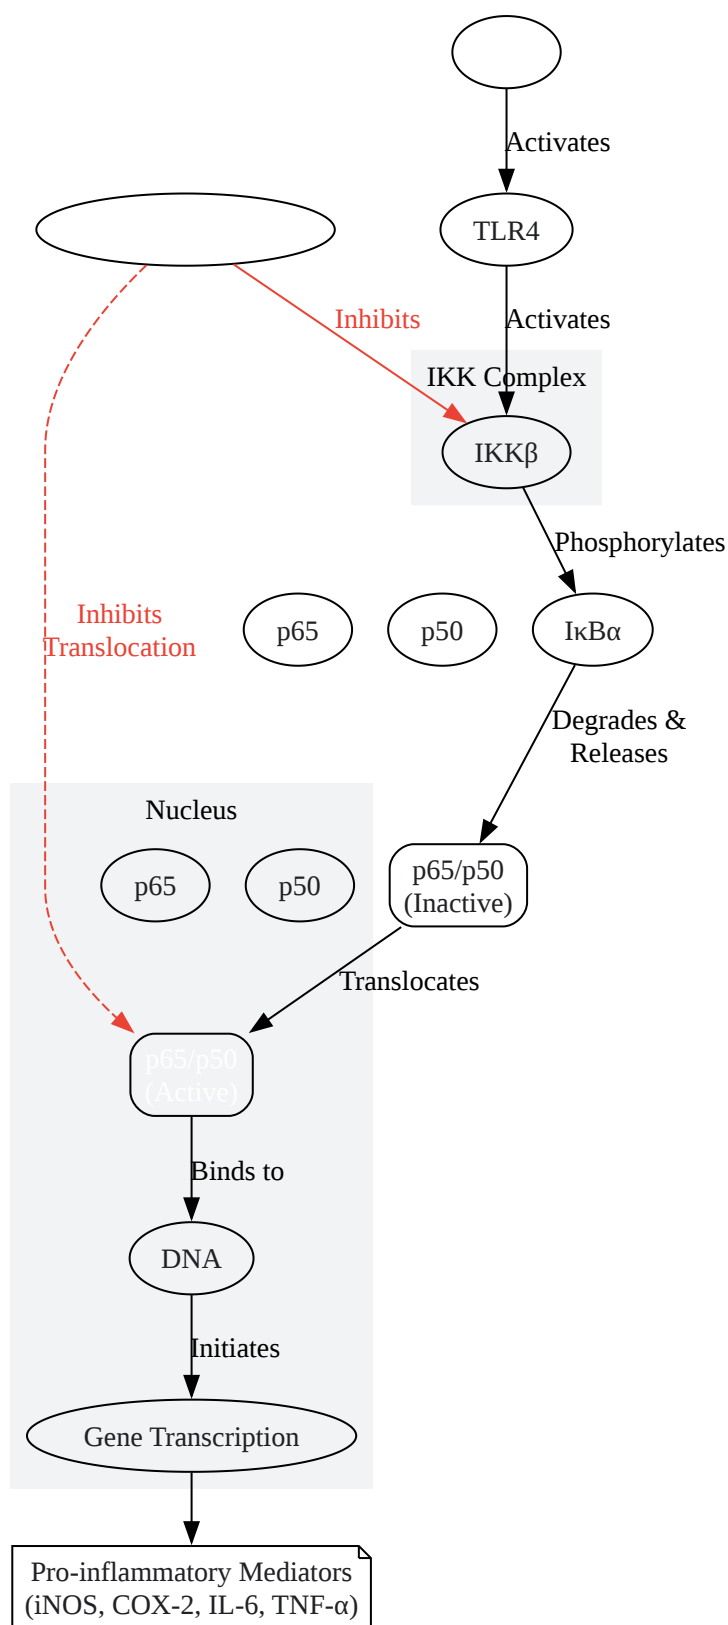 Activates
TLR4
Inhibits
Activates
IKK Complex
IKKβ
Phosphorylates
Inhibits
Translocation
p65
p50
IκBα
Degrades &
Releases
Nucleus
p65
p50
p65/p50
(Inactive)
Translocates
p65/p50
(Active)
Binds to
DNA
Initiates
Gene Transcription
Pro-inflammatory Mediators
(iNOS, COX-2, IL-6, TNF-α)